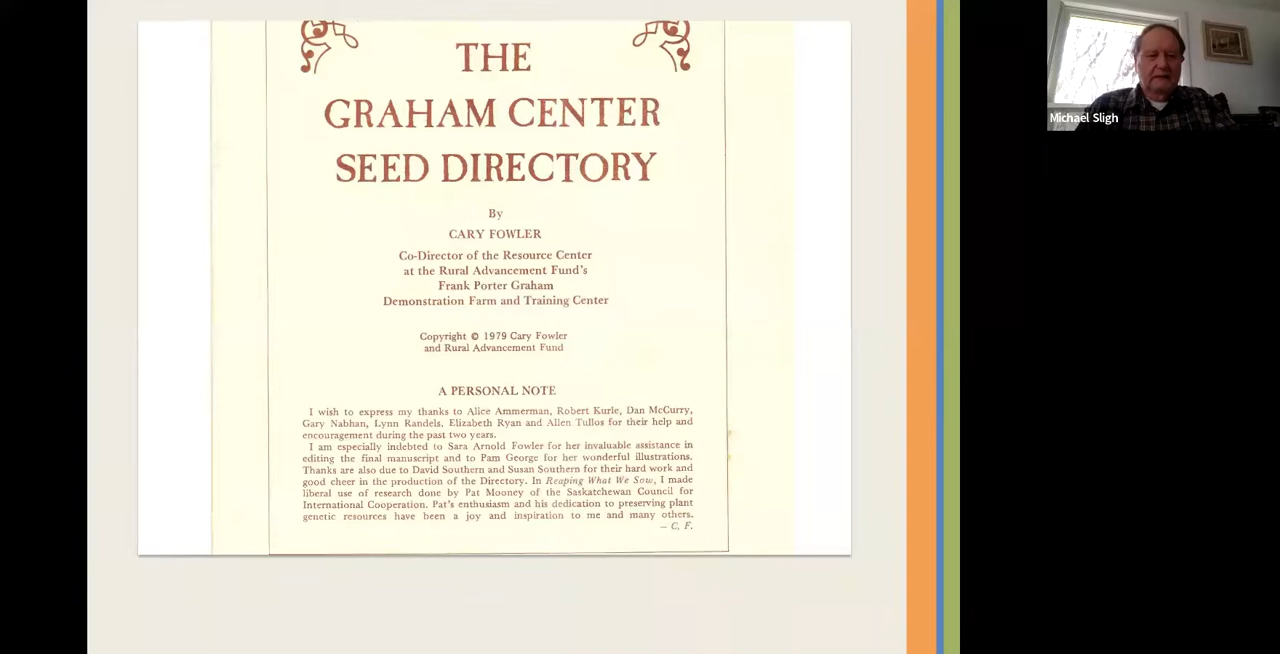 THE
GRAHAM CENTER
SEED DIRECTORY
By
CARY FOWLER
Co-Director of the Resource Center
at the Rural Advancement Fund's
Frank Porter Graham
Demonstration Farm and Training Center
Copyright © 1979 Cary Fowler
and Rural Advancement Fund
A PERSONAL NOTE
I wish to express my thanks to Alice Ammerman, Robert Kurle, Dan McCurry,
Gary Nabhan, Lynn Randels, Elizabeth Ryan and Allen Tullos for their help and
encouragement during the past two years.
I am especially indebted to Sara Arnold Fowler for her invaluable assistance in
editing the final manuscript and to Pam George for her wonderful illustrations.
Thanks are also due to David Southern and Susan Southern for their hard work and
good cheer in the production of the Directory. In Reaping What We Sow, I made
liberal use of research done by Pat Mooney of the Saskatchewan Council for
International Cooperation. Pat's enthusiasm and his dedication to preserving plant
genetic resources have been a joy and inspiration to me and many others.
— C. F.
Michael Sligh